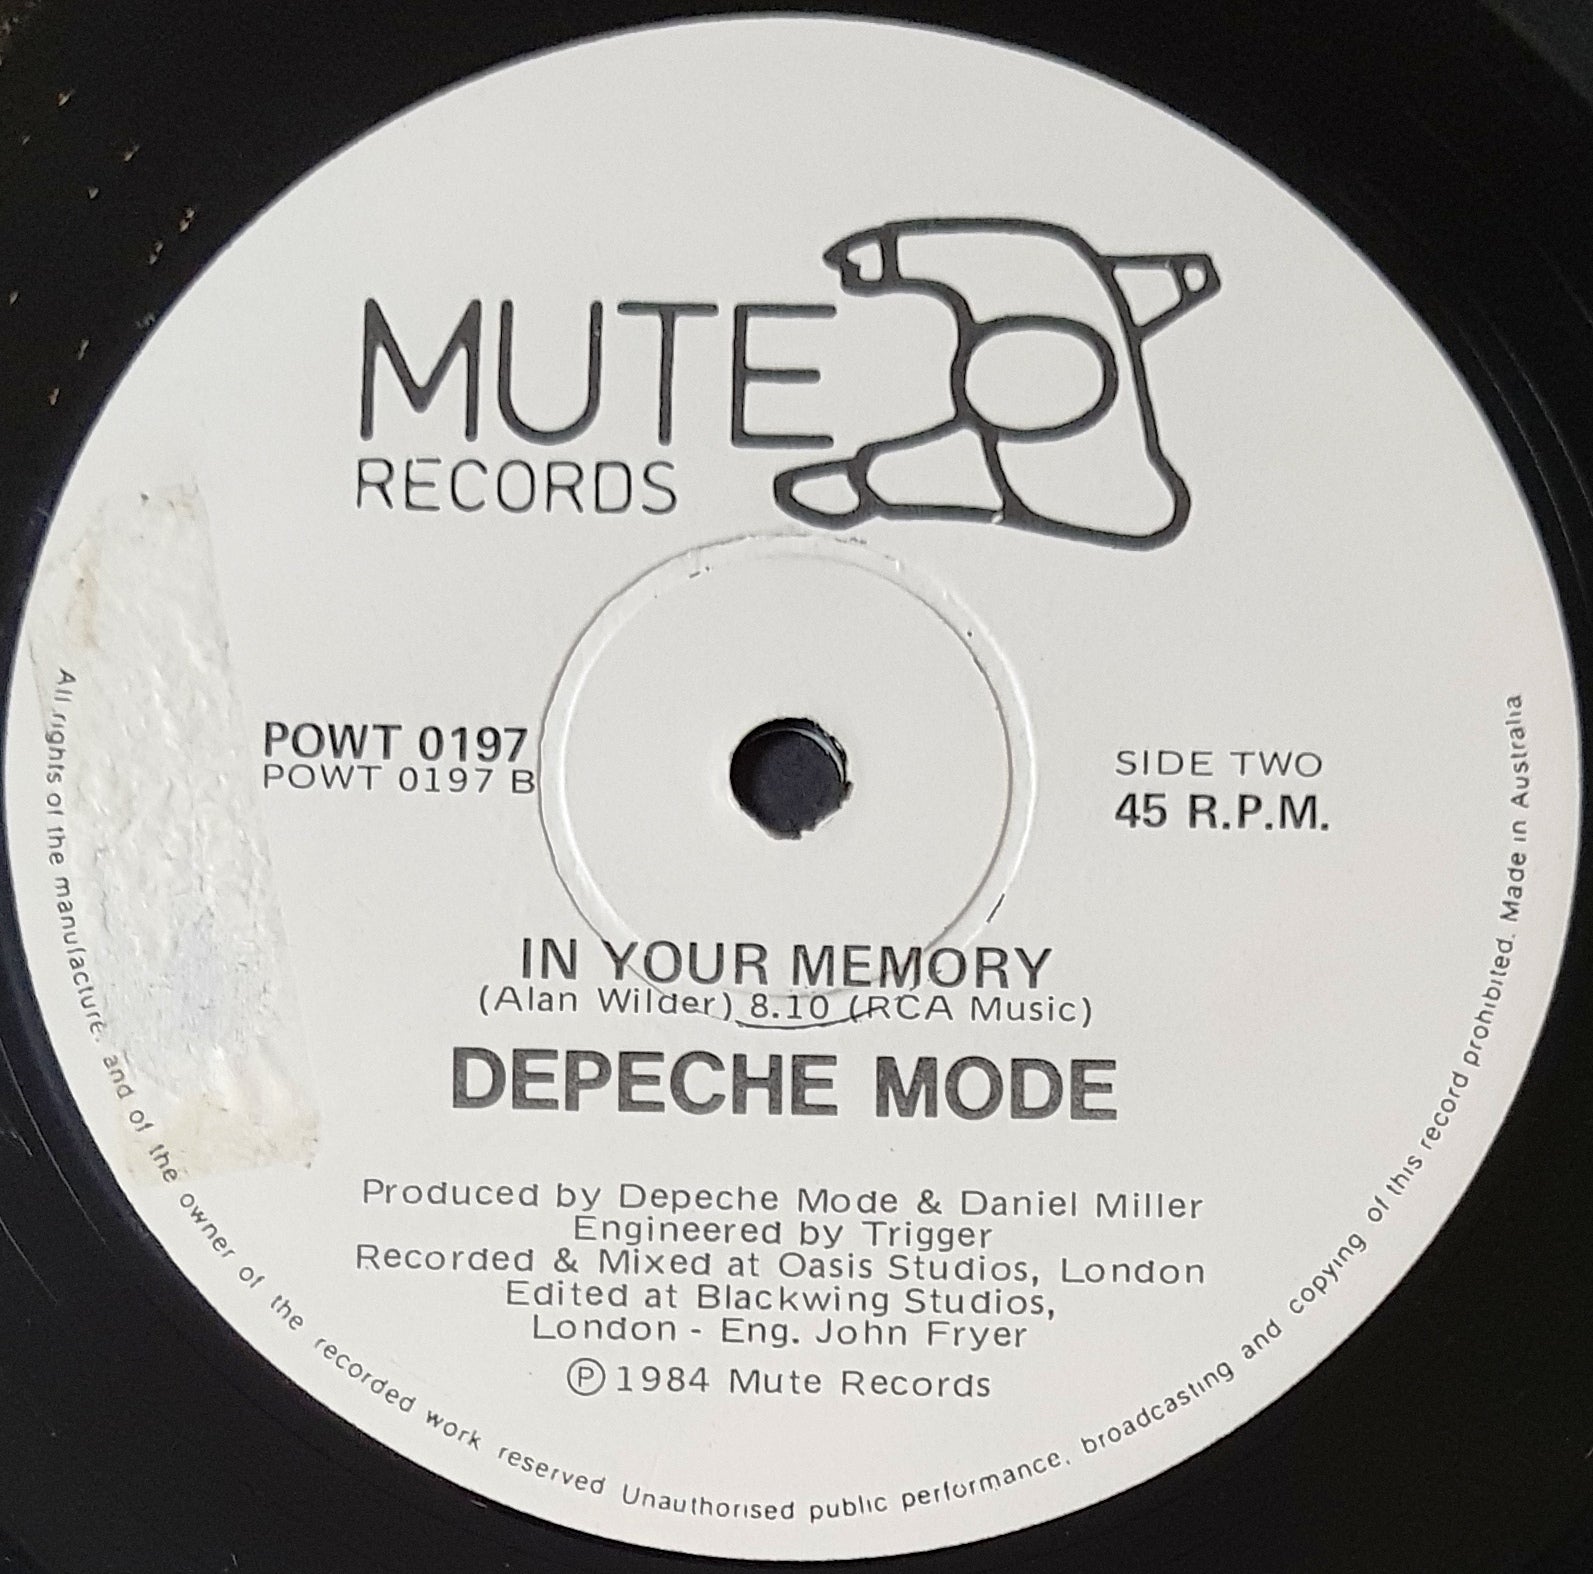 MUTE
RECORDS
POWT 0197
POWT 0197 B
SIDE TWO
45 R.P.M.
IN YOUR MEMORY
(Alan Wilder) 8.10 (RCA Music)
DEPECHE MODE
Produced by Depeche Mode & Daniel Miller
Engineered by Trigger
Recorded & Mixed at Oasis Studios, London
Edited at Blackwing Studios,
London - Eng. John Fryer
Ⓟ 1984 Mute Records
All rights of the manufacture. and of the owner of the recorded work reserved Unauthorised public performance, broadcasting and copying of this record prohibited. Made in Australia